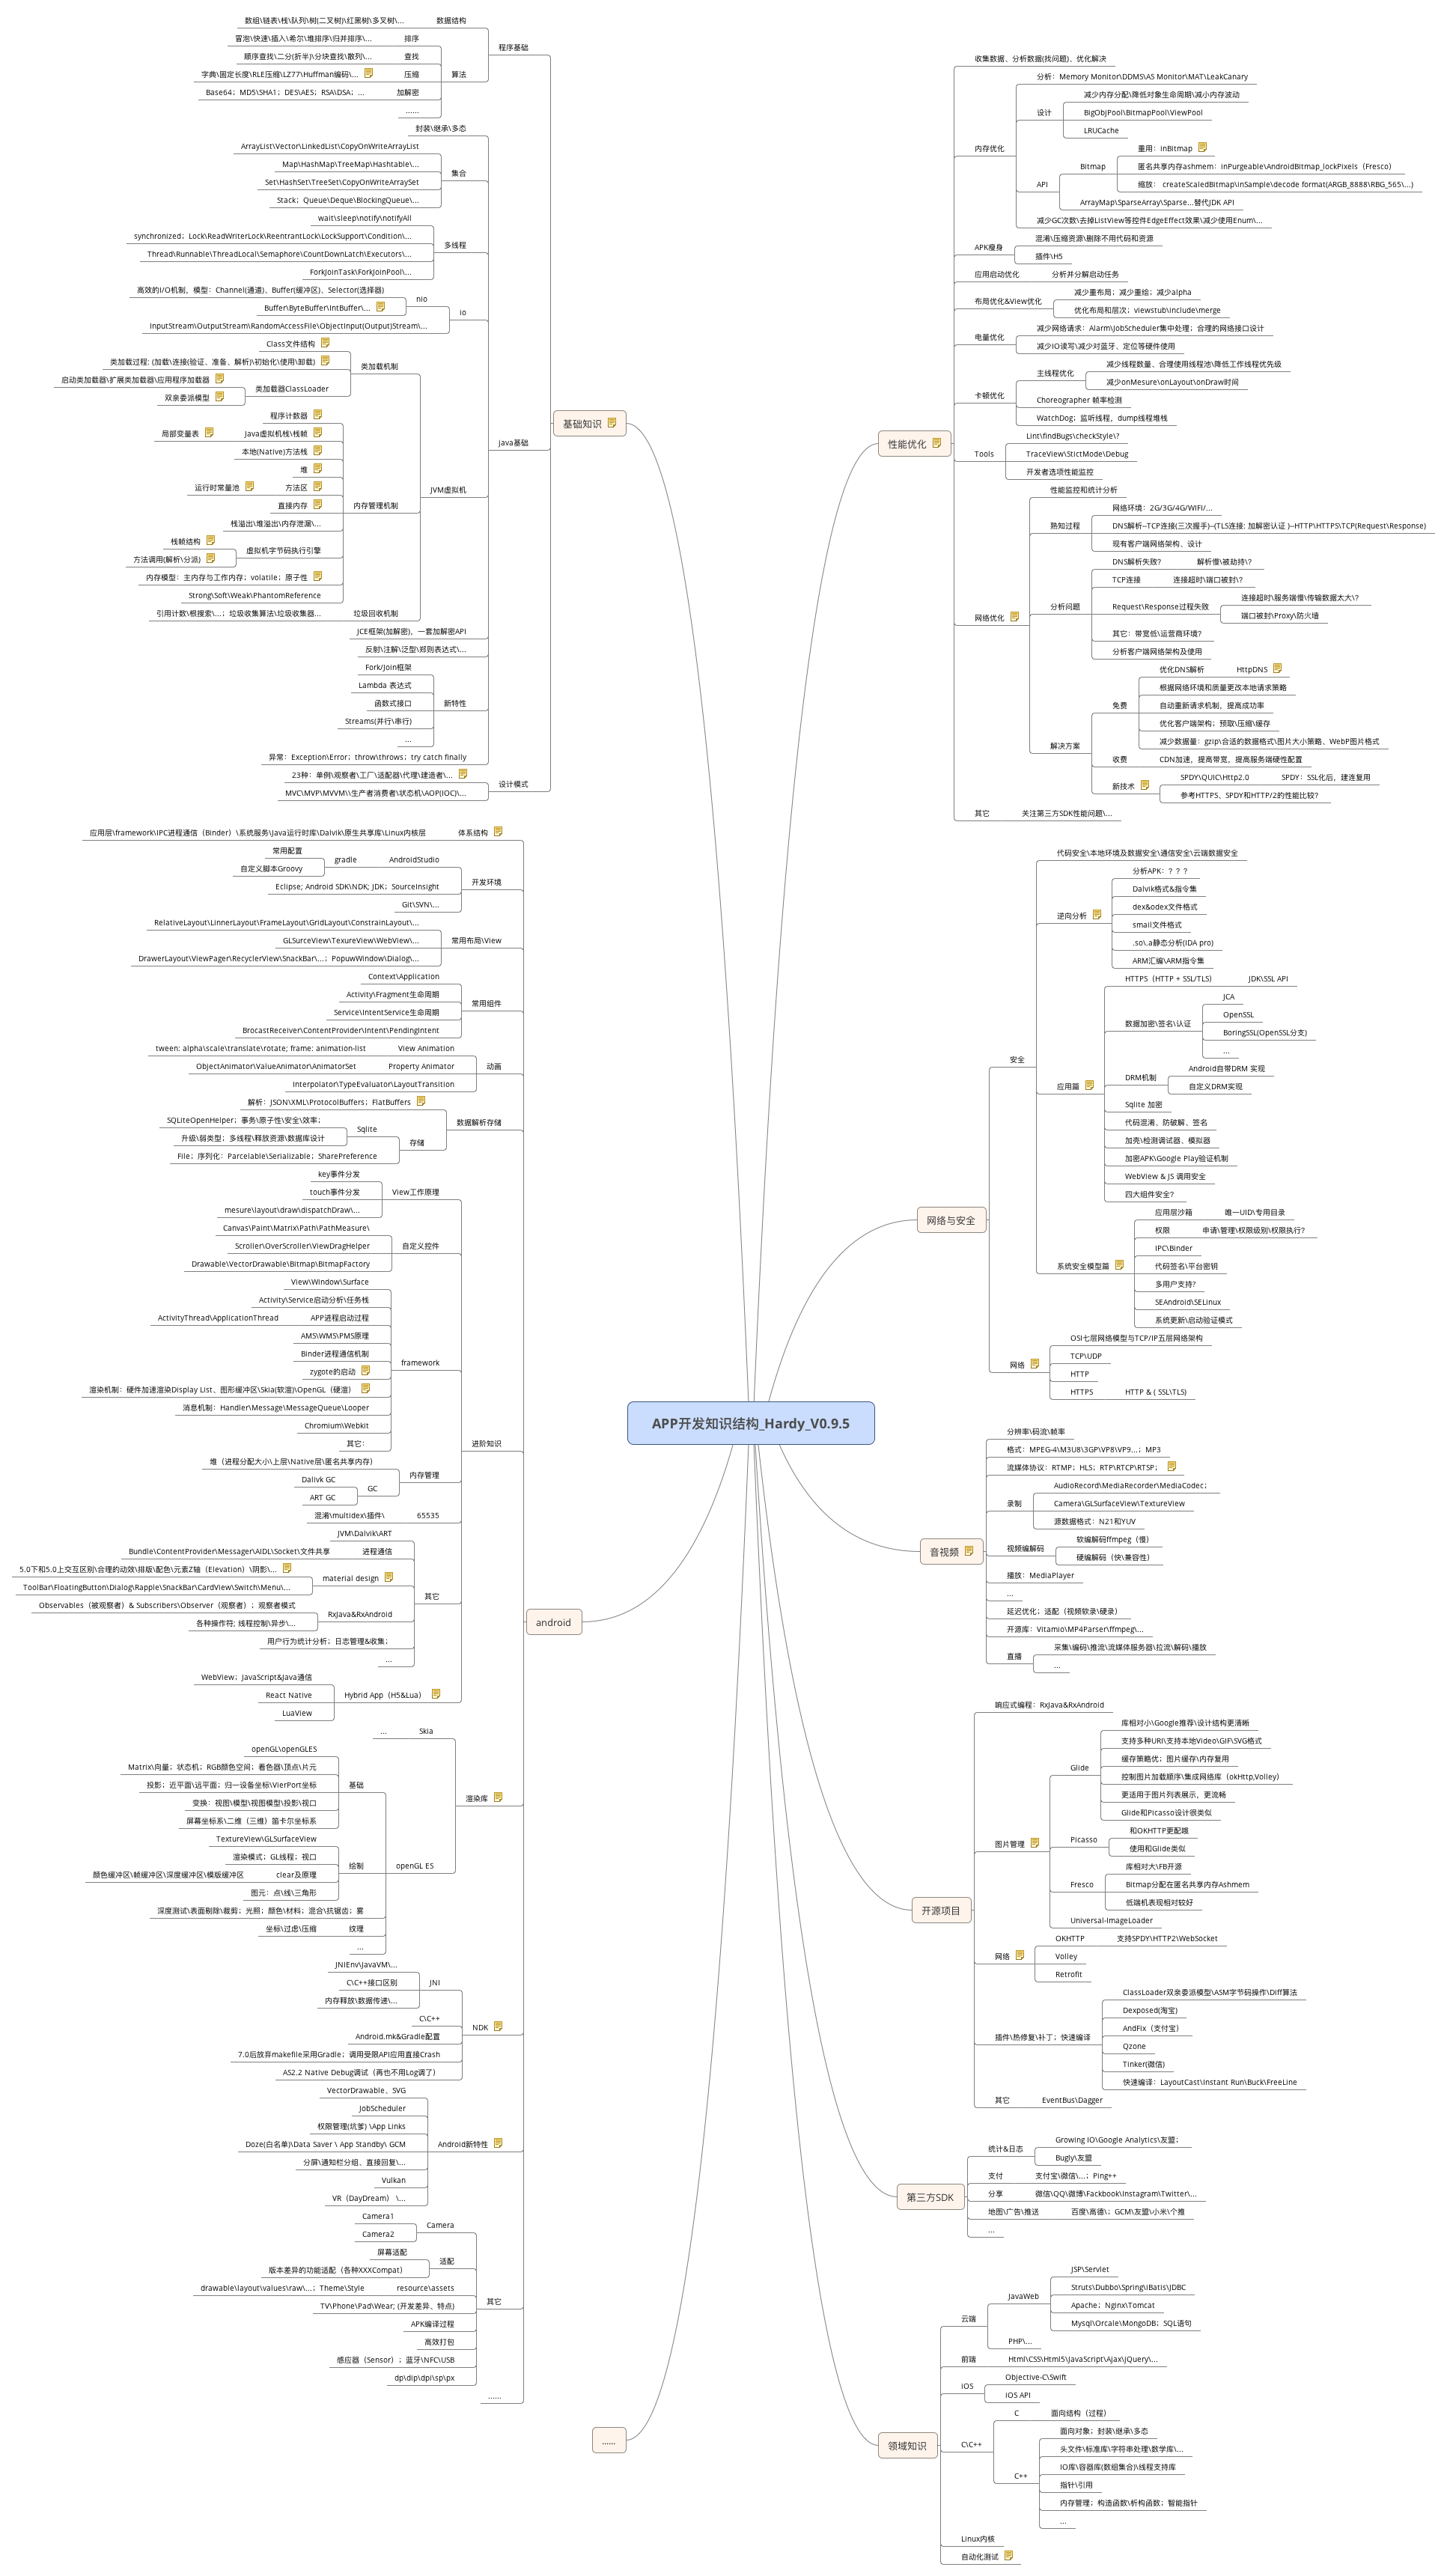 APP开发知识结构_Hardy_V0.9.5
基础知识
程序基础
数据结构
数组\链表\栈\队列\树(二叉树)\红黑树\多叉树\...
算法
排序
冒泡\快速\插入\希尔\堆排序\归并排序\...
查找
顺序查找\二分(折半)\分块查找\散列\...
压缩
字典\固定长度\RLE压缩\LZ77\Huffman编码\...
加解密
Base64；MD5\SHA1；DES\AES；RSA\DSA；...
......
java基础
封装\继承\多态
集合
ArrayList\Vector\LinkedList\CopyOnWriteArrayList
Map\HashMap\TreeMap\Hashtable\...
Set\HashSet\TreeSet\CopyOnWriteArraySet
Stack；Queue\Deque\BlockingQueue\...
多线程
wait\sleep\notify\notifyAll
synchronized；Lock\ReadWriterLock\ReentrantLock\LockSupport\Condition\...
Thread\Runnable\ThreadLocal\Semaphore\CountDownLatch\Executors\...
ForkJoinTask\ForkJoinPool\...
io
nio
高效的I/O机制，模型：Channel(通道)、Buffer(缓冲区)、Selector(选择器)
Buffer\ByteBuffer\IntBuffer\...
InputStream\OutputStream\RandomAccessFile\ObjectInput(Output)Stream\...
JVM虚拟机
类加载机制
Class文件结构
类加载过程; (加载\连接(验证、准备、解析)\初始化\使用\卸载)
类加载器ClassLoader
启动类加载器\扩展类加载器\应用程序加载器
双亲委派模型
内存管理机制
程序计数器
Java虚拟机栈\栈帧
局部变量表
本地(Native)方法栈
堆
方法区
运行时常量池
直接内存
栈溢出\堆溢出\内存泄漏\...
虚拟机字节码执行引擎
栈帧结构
方法调用(解析\分派)
内存模型：主内存与工作内存；volatile；原子性
Strong\Soft\Weak\PhantomReference
垃圾回收机制
引用计数\根搜索\...；垃圾收集算法\垃圾收集器...
JCE框架(加解密)，一套加解密API
反射\注解\泛型\郑则表达式\...
新特性
Fork/Join框架
Lambda 表达式
函数式接口
Streams(并行\串行)
...
异常：Exception\Error；throw\throws；try catch finally
设计模式
23种：单例\观察者\工厂\适配器\代理\建造者\...
MVC\MVP\MVVM\\生产者消费者\状态机\AOP(IOC)\...
android
体系结构
应用层\framework\IPC进程通信（Binder）\系统服务\Java运行时库\Dalvik\原生共享库\Linux内核层
开发环境
AndroidStudio
gradle
常用配置
自定义脚本Groovy
Eclipse; Android SDK\NDK; JDK；SourceInsight
Git\SVN\...
常用布局\View
RelativeLayout\LinnerLayout\FrameLayout\GridLayout\ConstrainLayout\...
GLSurceView\TexureView\WebView\...
DrawerLayout\ViewPager\RecyclerView\SnackBar\...；PopuwWindow\Dialog\...
常用组件
Context\Application
Activity\Fragment生命周期
Service\IntentService生命周期
BrocastReceiver\ContentProvider\Intent\PendingIntent
动画
View Animation
tween: alpha\scale\translate\rotate; frame: animation-list
Property Animator
ObjectAnimator\ValueAnimator\AnimatorSet
Interpolator\TypeEvaluator\LayoutTransition
数据解析存储
解析：JSON\XML\ProtocolBuffers；FlatBuffers
存储
Sqlite
SQLiteOpenHelper；事务\原子性\安全\效率；
升级\弱类型；多线程\释放资源\数据库设计
File；序列化：Parcelable\Serializable；SharePreference
进阶知识
View工作原理
key事件分发
touch事件分发
mesure\layout\draw\dispatchDraw\...
自定义控件
Canvas\Paint\Matrix\Path\PathMeasure\
Scroller\OverScroller\ViewDragHelper
Drawable\VectorDrawable\Bitmap\BitmapFactory
framework
View\Window\Surface
Activity\Service启动分析\任务栈
APP进程启动过程
ActivityThread\ApplicationThread
AMS\WMS\PMS原理
Binder进程通信机制
zygote的启动
渲染机制：硬件加速渲染Display List、图形缓冲区\Skia(软渲)\OpenGL（硬渲）
消息机制：Handler\Message\MessageQueue\Looper
Chromium\Webkit
其它：
内存管理
堆（进程分配大小\上层\Native层\匿名共享内存）
GC
Dalivk GC
ART GC
65535
混淆\multidex\插件\
其它
JVM\Dalvik\ART
进程通信
Bundle\ContentProvider\Messager\AIDL\Socket\文件共享
material design
5.0下和5.0上交互区别\合理的动效\排版\配色\元素Z轴（Elevation）\阴影\...
ToolBar\FloatingButton\Dialog\Rapple\SnackBar\CardView\Switch\Menu\...
RxJava&RxAndroid
Observables（被观察者）& Subscribers\Observer（观察者）；观察者模式
各种操作符; 线程控制\异步\...
用户行为统计分析；日志管理&收集；
...
Hybrid App（H5&Lua）
WebView；JavaScript&Java通信
React Native
LuaView
渲染库
Skia
...
openGL ES
基础
openGL\openGLES
Matrix\向量；状态机；RGB颜色空间；着色器\顶点\片元
投影；近平面\远平面；归一设备坐标\VierPort坐标
变换：视图\模型\视图模型\投影\视口
屏幕坐标系\二维（三维）笛卡尔坐标系
绘制
TextureView\GLSurfaceView
渲染模式；GL线程；视口
clear及原理
颜色缓冲区\帧缓冲区\深度缓冲区\模版缓冲区
图元：点\线\三角形
深度测试\表面剔除\裁剪；光照；颜色\材料；混合\抗锯齿；雾
纹理
坐标\过虑\压缩
...
NDK
JNI
JNIEnv\JavaVM\...
C\C++接口区别
内存释放\数据传递\...
C\C++
Android.mk&Gradle配置
7.0后放弃makefile采用Gradle；调用受限API应用直接Crash
AS2.2 Native Debug调试（再也不用Log调了）
Android新特性
VectorDrawable、SVG
JobScheduler
权限管理(坑爹) \App Links
Doze(白名单)\Data Saver \ App Standby\ GCM
分屏\通知栏分组、直接回复\...
Vulkan
VR（DayDream） \...
其它
Camera
Camera1
Camera2
适配
屏幕适配
版本差异的功能适配（各种XXXCompat）
resource\assets
drawable\layout\values\raw\...；Theme\Style
TV\Phone\Pad\Wear; (开发差异、特点)
APK编译过程
高效打包
感应器（Sensor）；蓝牙\NFC\USB
dp\dip\dpi\sp\px
......
......
性能优化
收集数据、分析数据(找问题)、优化解决
内存优化
分析：Memory Monitor\DDMS\AS Monitor\MAT\LeakCanary
设计
减少内存分配\降低对象生命周期\减小内存波动
BigObjPool\BitmapPool\ViewPool
LRUCache
API
Bitmap
重用：inBitmap
匿名共享内存ashmem：inPurgeable\AndroidBitmap_lockPixels（Fresco）
缩放： createScaledBitmap\inSample\decode format(ARGB_8888\RBG_565\...)
ArrayMap\SparseArray\Sparse...替代JDK API
减少GC次数\去掉ListView等控件EdgeEffect效果\减少使用Enum\...
APK瘦身
混淆\压缩资源\删除不用代码和资源
插件\H5
应用启动优化
分析并分解启动任务
布局优化&View优化
减少重布局；减少重绘；减少alpha
优化布局和层次；viewstub\include\merge
电量优化
减少网络请求：Alarm\JobScheduler集中处理；合理的网络接口设计
减少IO读写\减少对蓝牙、定位等硬件使用
卡顿优化
主线程优化
减少线程数量、合理使用线程池\降低工作线程优先级
减少onMesure\onLayout\onDraw时间
Choreographer 帧率检测
WatchDog；监听线程，dump线程堆栈
Tools
Lint\findBugs\checkStyle\?
TraceView\StictMode\Debug
开发者选项性能监控
网络优化
性能监控和统计分析
熟知过程
网络环境：2G/3G/4G/WIFI/...
DNS解析--TCP连接(三次握手)--(TLS连接: 加解密认证 )--HTTP\HTTPS\TCP(Request\Response)
现有客户端网络架构、设计
分析问题
DNS解析失败?
解析慢\被劫持\?
TCP连接
连接超时\端口被封\?
Request\Response过程失败
连接超时\服务端慢\传输数据太大\?
端口被封\Proxy\防火墙
其它：带宽低\运营商环境?
分析客户端网络架构及使用
解决方案
免费
优化DNS解析
HttpDNS
根据网络环境和质量更改本地请求策略
自动重新请求机制，提高成功率
优化客户端架构；预取\压缩\缓存
减少数据量：gzip\合适的数据格式\图片大小策略、WebP图片格式
收费
CDN加速，提高带宽，提高服务端硬性配置
新技术
SPDY\QUIC\Http2.0
SPDY：SSL化后，建连复用
参考HTTPS、SPDY和HTTP/2的性能比较?
其它
关注第三方SDK性能问题\...
网络与安全
安全
代码安全\本地环境及数据安全\通信安全\云端数据安全
逆向分析
分析APK：？？？
Dalvik格式&指令集
dex&odex文件格式
smail文件格式
.so\.a静态分析(IDA pro)
ARM汇编\ARM指令集
应用篇
HTTPS（HTTP + SSL/TLS）
JDK\SSL API
数据加密\签名\认证
JCA
OpenSSL
BoringSSL(OpenSSL分支)
...
DRM机制
Android自带DRM 实现
自定义DRM实现
Sqlite 加密
代码混淆、防破解、签名
加壳\检测调试器、模拟器
加密APK\Google Play验证机制
WebView & JS 调用安全
四大组件安全?
系统安全模型篇
应用层沙箱
唯一UID\专用目录
权限
申请\管理\权限级别\权限执行?
IPC\Binder
代码签名\平台密钥
多用户支持?
SEAndroid\SELinux
系统更新\启动验证模式
网络
OSI七层网络模型与TCP/IP五层网络架构
TCP\UDP
HTTP
HTTPS
HTTP & ( SSL\TLS)
音视频
分辨率\码流\帧率
格式：MPEG-4\M3U8\3GP\VP8\VP9...；MP3
流媒体协议：RTMP；HLS；RTP\RTCP\RTSP；
录制
AudioRecord\MediaRecorder\MediaCodec；
Camera\GLSurfaceView\TextureView
源数据格式：N21和YUV
视频编解码
软编解码ffmpeg（慢）
硬编解码（快\兼容性）
播放：MediaPlayer
...
延迟优化；适配（视频软录\硬录）
开源库：Vitamio\MP4Parser\ffmpeg\...
直播
采集\编码\推流\流媒体服务器\拉流\解码\播放
...
开源项目
响应式编程：RxJava&RxAndroid
图片管理
Glide
库相对小\Google推荐\设计结构更清晰
支持多种URI\支持本地Video\GIF\SVG格式
缓存策略优；图片缓存\内存复用
控制图片加载顺序\集成网络库（okHttp,Volley）
更适用于图片列表展示，更流畅
Glide和Picasso设计很类似
Picasso
和OKHTTP更配哦
使用和Glide类似
Fresco
库相对大\FB开源
Bitmap分配在匿名共享内存Ashmem
低端机表现相对较好
Universal-ImageLoader
网络
OKHTTP
支持SPDY\HTTP2\WebSocket
Volley
Retrofit
插件\热修复\补丁；快速编译
ClassLoader双亲委派模型\ASM字节码操作\Diff算法
Dexposed(淘宝)
AndFix（支付宝）
Qzone
Tinker(微信)
快速编译：LayoutCast\Instant Run\Buck\FreeLine
其它
EventBus\Dagger
第三方SDK
统计&日志
Growing IO\Google Analytics\友盟；
Bugly\友盟
支付
支付宝\微信\...；Ping++
分享
微信\QQ\微博\Fackbook\Instagram\Twitter\...
地图\广告\推送
百度\高德\；GCM\友盟\小米\个推
...
领域知识
云端
JavaWeb
JSP\Servlet
Struts\Dubbo\Spring\iBatis\JDBC
Apache；Nginx\Tomcat
Mysql\Orcale\MongoDB；SQL语句
PHP\...
前端
Html\CSS\Html5\JavaScript\Ajax\jQuery\...
iOS
Objective-C\Swift
IOS API
C\C++
C
面向结构（过程）
C++
面向对象；封装\继承\多态
头文件\标准库\字符串处理\数学库\...
IO库\容器库(数组集合)\线程支持库
指针\引用
内存管理；构造函数\析构函数；智能指针
...
Linux内核
自动化测试